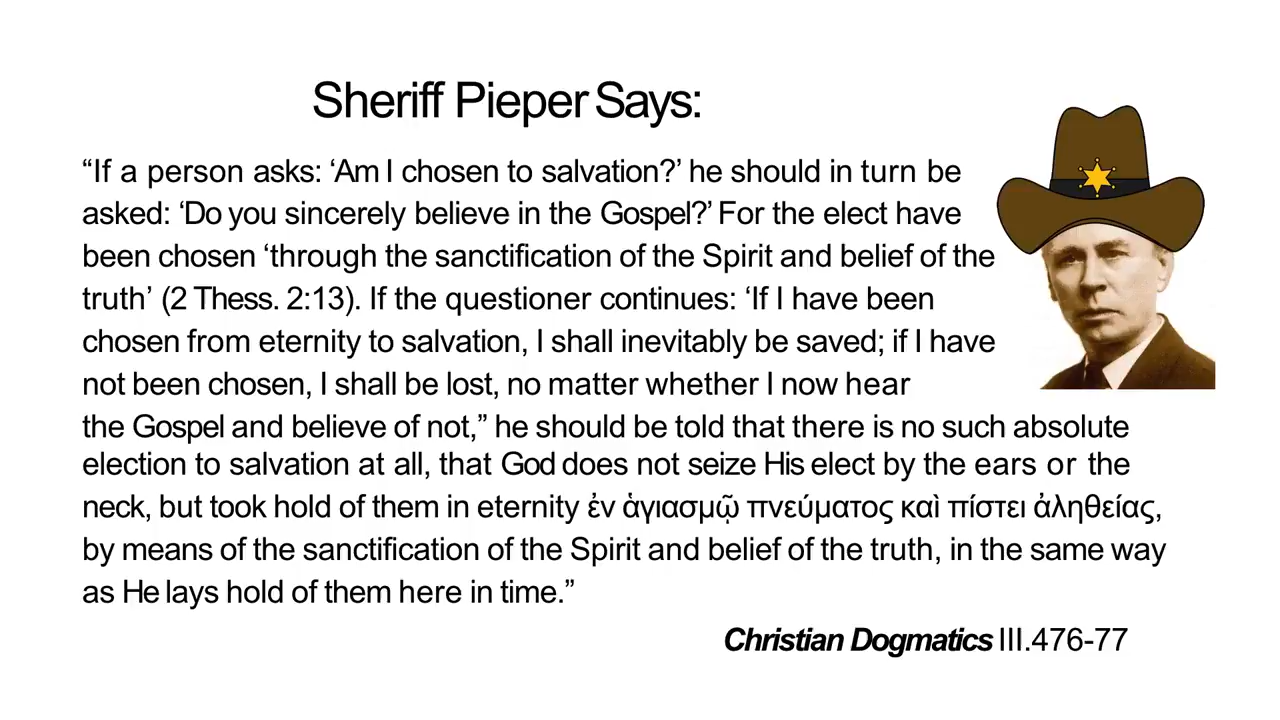 Sheriff Pieper Says:
“If a person asks: ‘Am I chosen to salvation?’ he should in turn be
asked: ‘Do you sincerely believe in the Gospel?’ For the elect have
been chosen ‘through the sanctification of the Spirit and belief of the
truth’ (2 Thess. 2:13). If the questioner continues: ‘If I have been
chosen from eternity to salvation, I shall inevitably be saved; if I have
not been chosen, I shall be lost, no matter whether I now hear
the Gospel and believe of not,” he should be told that there is no such absolute
election to salvation at all, that God does not seize His elect by the ears or the
neck, but took hold of them in eternity ἐν ἁγιασμῷ πνεύματος καὶ πίστει ἀληθείας,
by means of the sanctification of the Spirit and belief of the truth, in the same way
as He lays hold of them here in time.”
Christian Dogmatics III.476-77